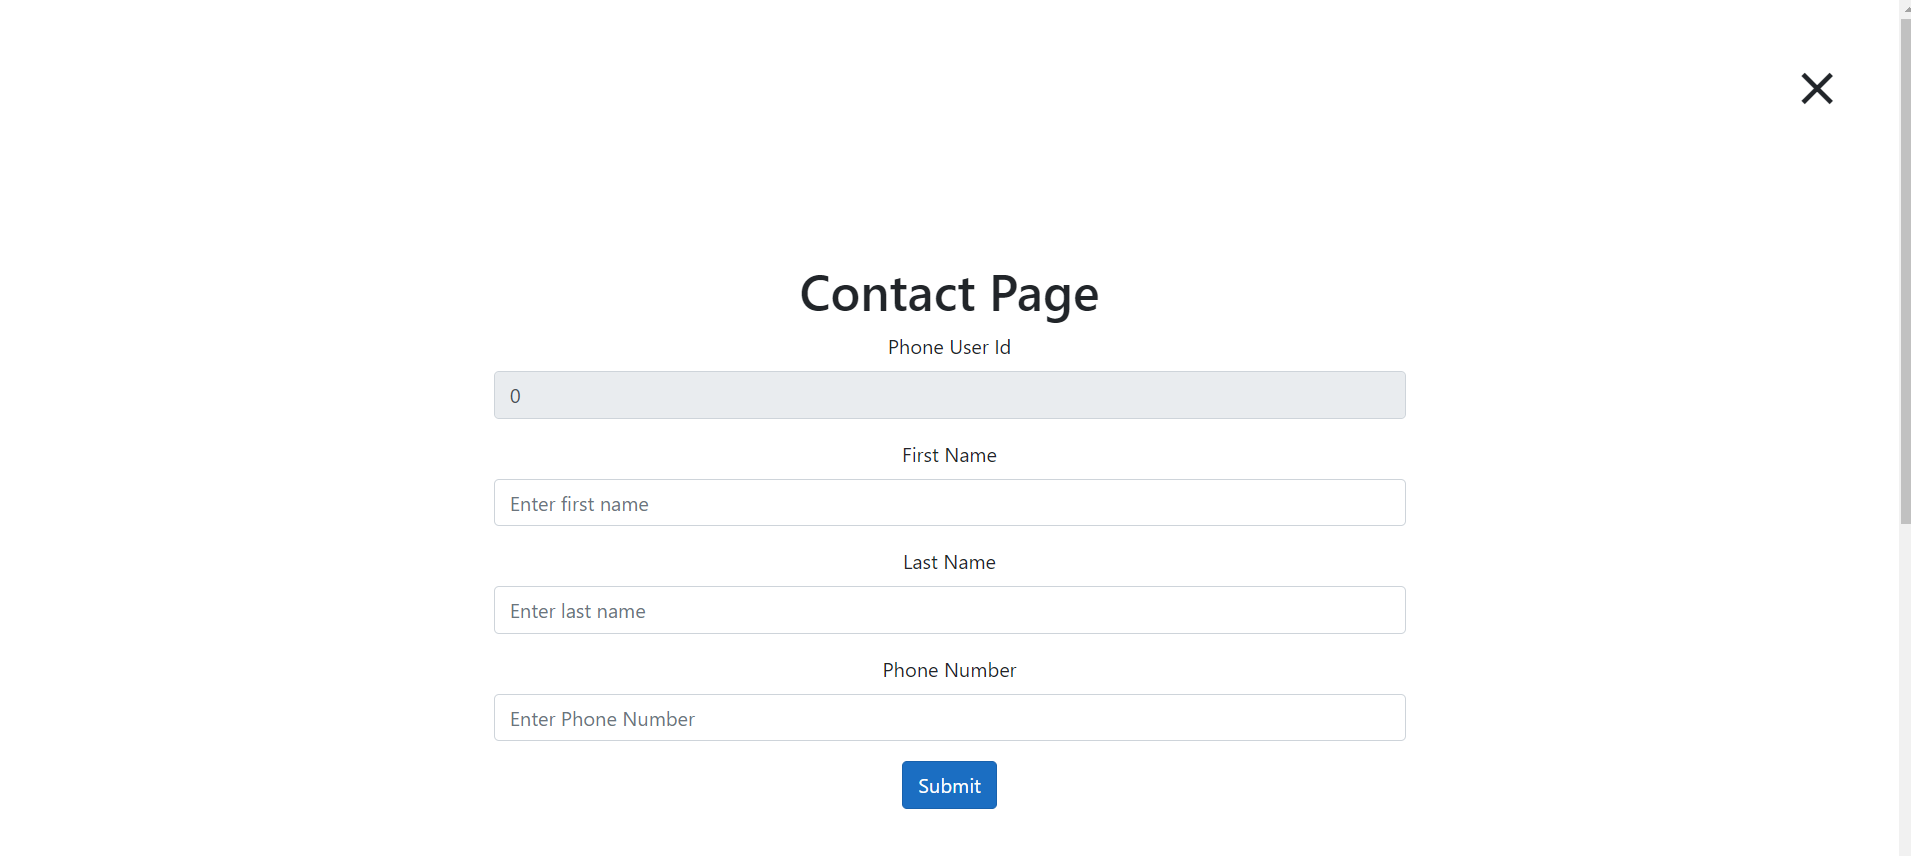 Contact Page
Phone User Id
0
First Name
Enter first name
Last Name
Enter last name
Phone Number
Enter Phone Number
Submit